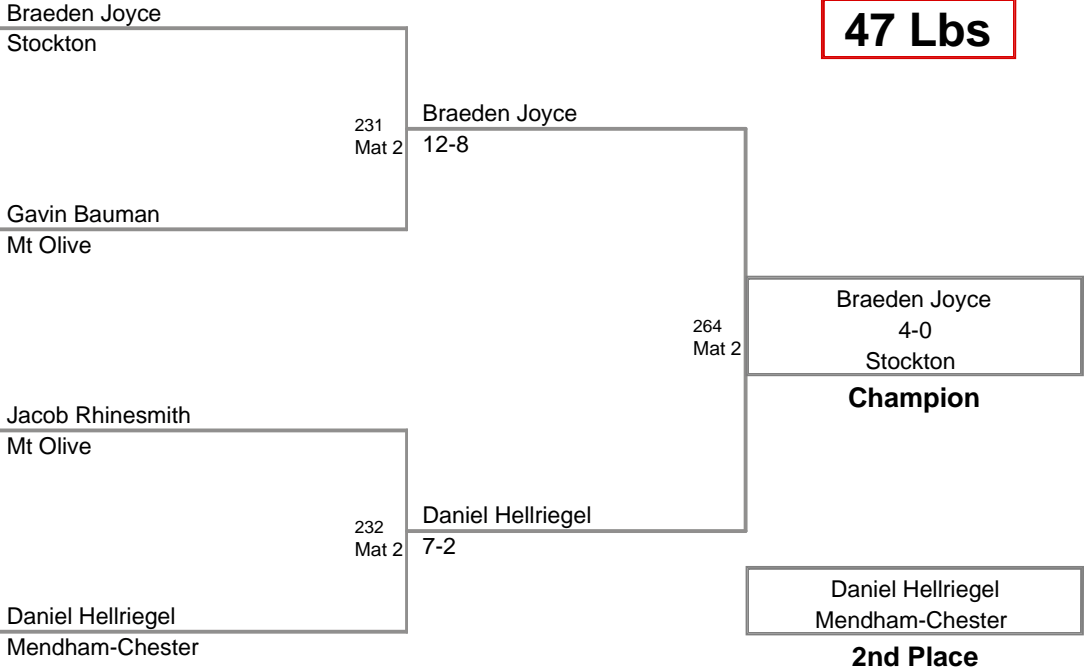 Braeden Joyce
Stockton
47 Lbs
231
Mat 2
Braeden Joyce
12-8
Gavin Bauman
Mt Olive
264
Mat 2
Braeden Joyce
4-0
Stockton
Champion
Jacob Rhinesmith
Mt Olive
232
Mat 2
Daniel Hellriegel
7-2
Daniel Hellriegel
Mendham-Chester
Daniel Hellriegel
Mendham-Chester
2nd Place